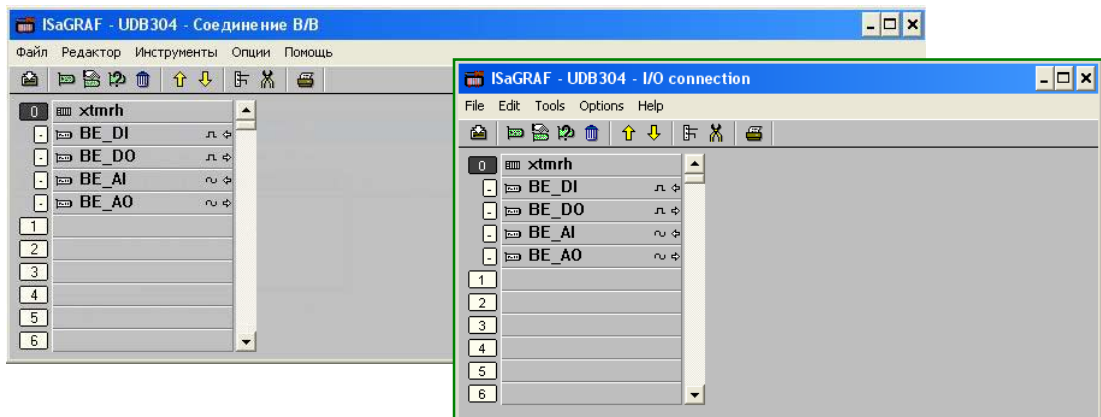 ISaGRAF - UDB304 - Соединение В/В
Файл Редактор Инструменты Опции Помощь
0 xtmrh
- BE_DI
- BE_DO
- BE_AI
- BE_AO
1
2
3
4
5
6
ISaGRAF - UDB304 - I/O connection
File Edit Tools Options Help
0 xtmrh
- BE_DI
- BE_DO
- BE_AI
- BE_AO
1
2
3
4
5
6